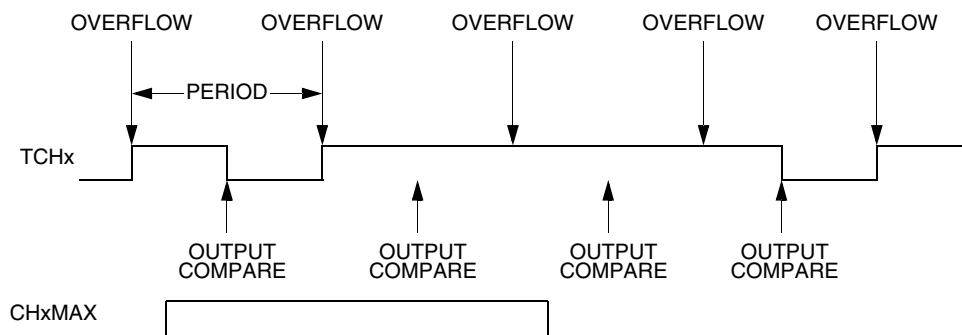 OVERFLOW OVERFLOW OVERFLOW OVERFLOW OVERFLOW
PERIOD
TCHx
OUTPUT COMPARE
OUTPUT COMPARE
OUTPUT COMPARE
OUTPUT COMPARE
CHxMAX